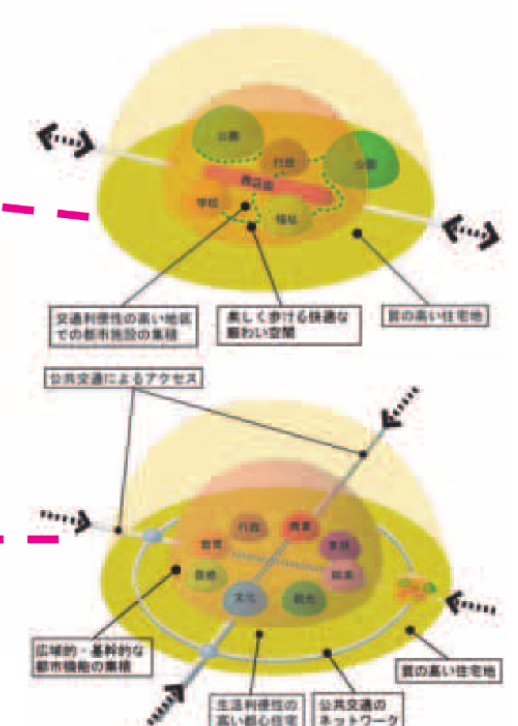 公園
行政
公園
商店街
学校
福祉
交通利便性の高い地区
での都市施設の集積
楽しく歩ける快適な
賑わい空間
質の高い住宅地
公共交通によるアクセス
行政
商業
教育
業務
医療
娯楽
文化
観光
広域的・基幹的な
都市機能の集積
質の高い住宅地
生活利便性の
高い都心住宅
公共交通の
ネットワーク